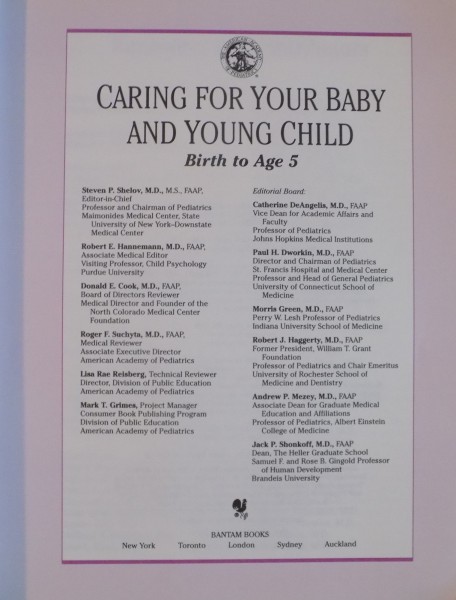 CARING FOR YOUR BABY
AND YOUNG CHILD
Birth to Age 5
Steven P. Shelov, M.D., M.S., FAAP,
Editor-in-Chief
Professor and Chairman of Pediatrics
Maimonides Medical Center, State
University of New York–Downstate
Medical Center
Robert E. Hannemann, M.D., FAAP,
Associate Medical Editor
Visiting Professor, Child Psychology
Purdue University
Donald E. Cook, M.D., FAAP,
Board of Directors Reviewer
Medical Director and Founder of the
North Colorado Medical Center
Foundation
Roger F. Suchyta, M.D., FAAP,
Medical Reviewer
Associate Executive Director
American Academy of Pediatrics
Lisa Rae Reisberg, Technical Reviewer
Director, Division of Public Education
American Academy of Pediatrics
Mark T. Grimes, Project Manager
Consumer Book Publishing Program
Division of Public Education
American Academy of Pediatrics
Editorial Board:
Catherine DeAngelis, M.D., FAAP
Vice Dean for Academic Affairs and
Faculty
Professor of Pediatrics
Johns Hopkins Medical Institutions
Paul H. Dworkin, M.D., FAAP
Director and Chairman of Pediatrics
St. Francis Hospital and Medical Center
Professor and Head of General Pediatrics
University of Connecticut School of
Medicine
Morris Green, M.D., FAAP
Perry W. Lesh Professor of Pediatrics
Indiana University School of Medicine
Robert J. Haggerty, M.D., FAAP
Former President, William T. Grant
Foundation
Professor of Pediatrics and Chair Emeritus
University of Rochester School of
Medicine and Dentistry
Andrew P. Mezey, M.D., FAAP
Associate Dean for Graduate Medical
Education and Affiliations
Professor of Pediatrics, Albert Einstein
College of Medicine
Jack P. Shonkoff, M.D., FAAP
Dean, The Heller Graduate School
Samuel F. and Rose B. Gingold Professor
of Human Development
Brandeis University
BANTAM BOOKS
New York Toronto London Sydney Auckland